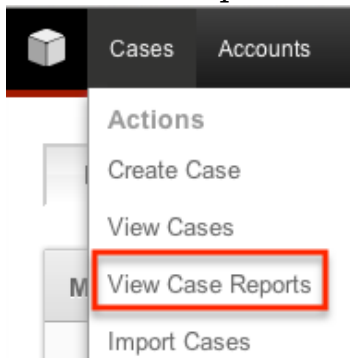 Cases Accounts
Actions
Create Case
View Cases
M View Case Reports
Import Cases